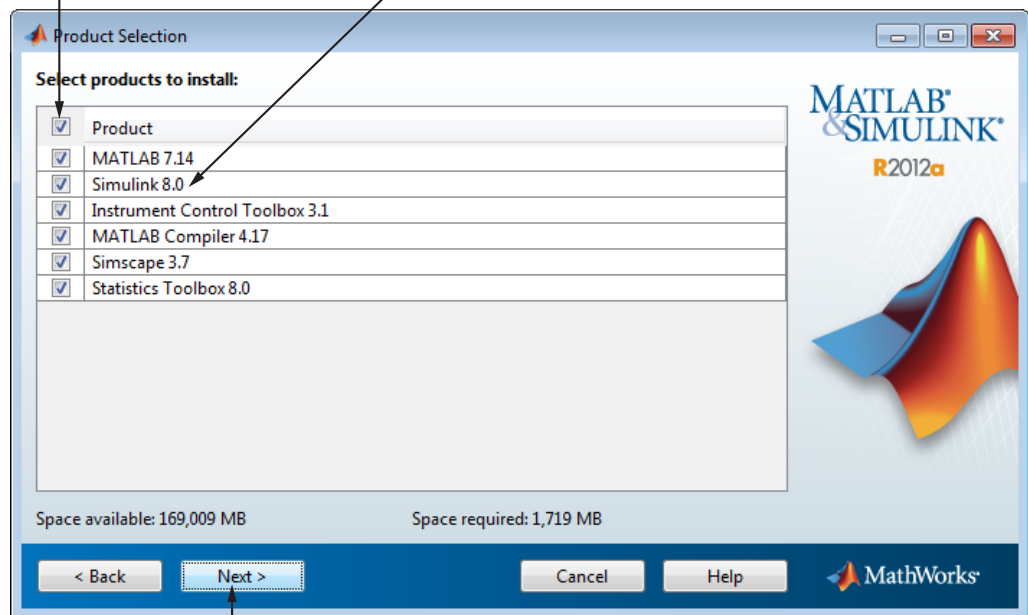 Product Selection
Select products to install:
Product
MATLAB 7.14
Simulink 8.0
Instrument Control Toolbox 3.1
MATLAB Compiler 4.17
Simscape 3.7
Statistics Toolbox 8.0
MATLAB®
&SIMULINK®
R2012a
Space available: 169,009 MB
Space required: 1,719 MB
< Back
Next >
Cancel
Help
MathWorks®